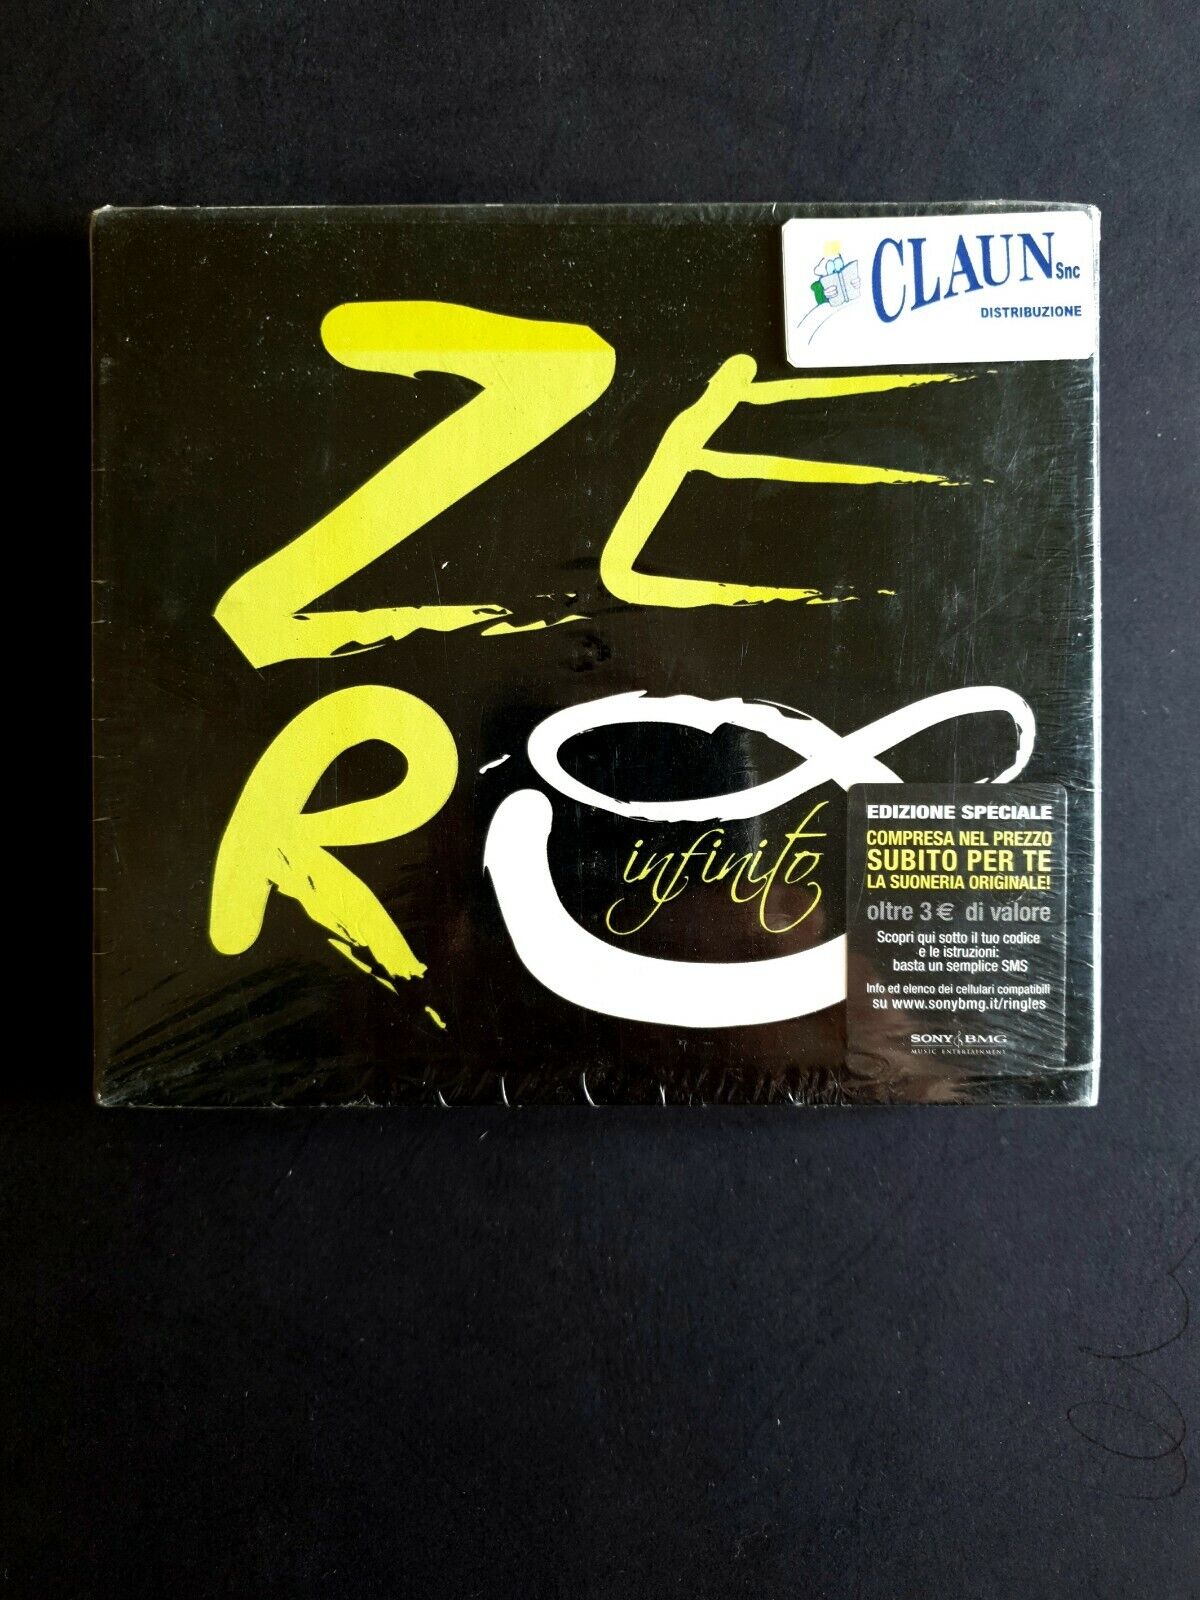 CLAUN Snc
DISTRIBUZIONE
ZE
RO
infinito
EDIZIONE SPECIALE
COMPRESA NEL PREZZO
SUBITO PER TE
LA SUONERIA ORIGINALE!
oltre 3 € di valore
Scopri qui sotto il tuo codice
e le istruzioni:
basta un semplice SMS
Info ed elenco dei cellulari compatibili
su www.sonybmg.it/ringles
SONY BMG
MUSIC ENTERTAINMENT